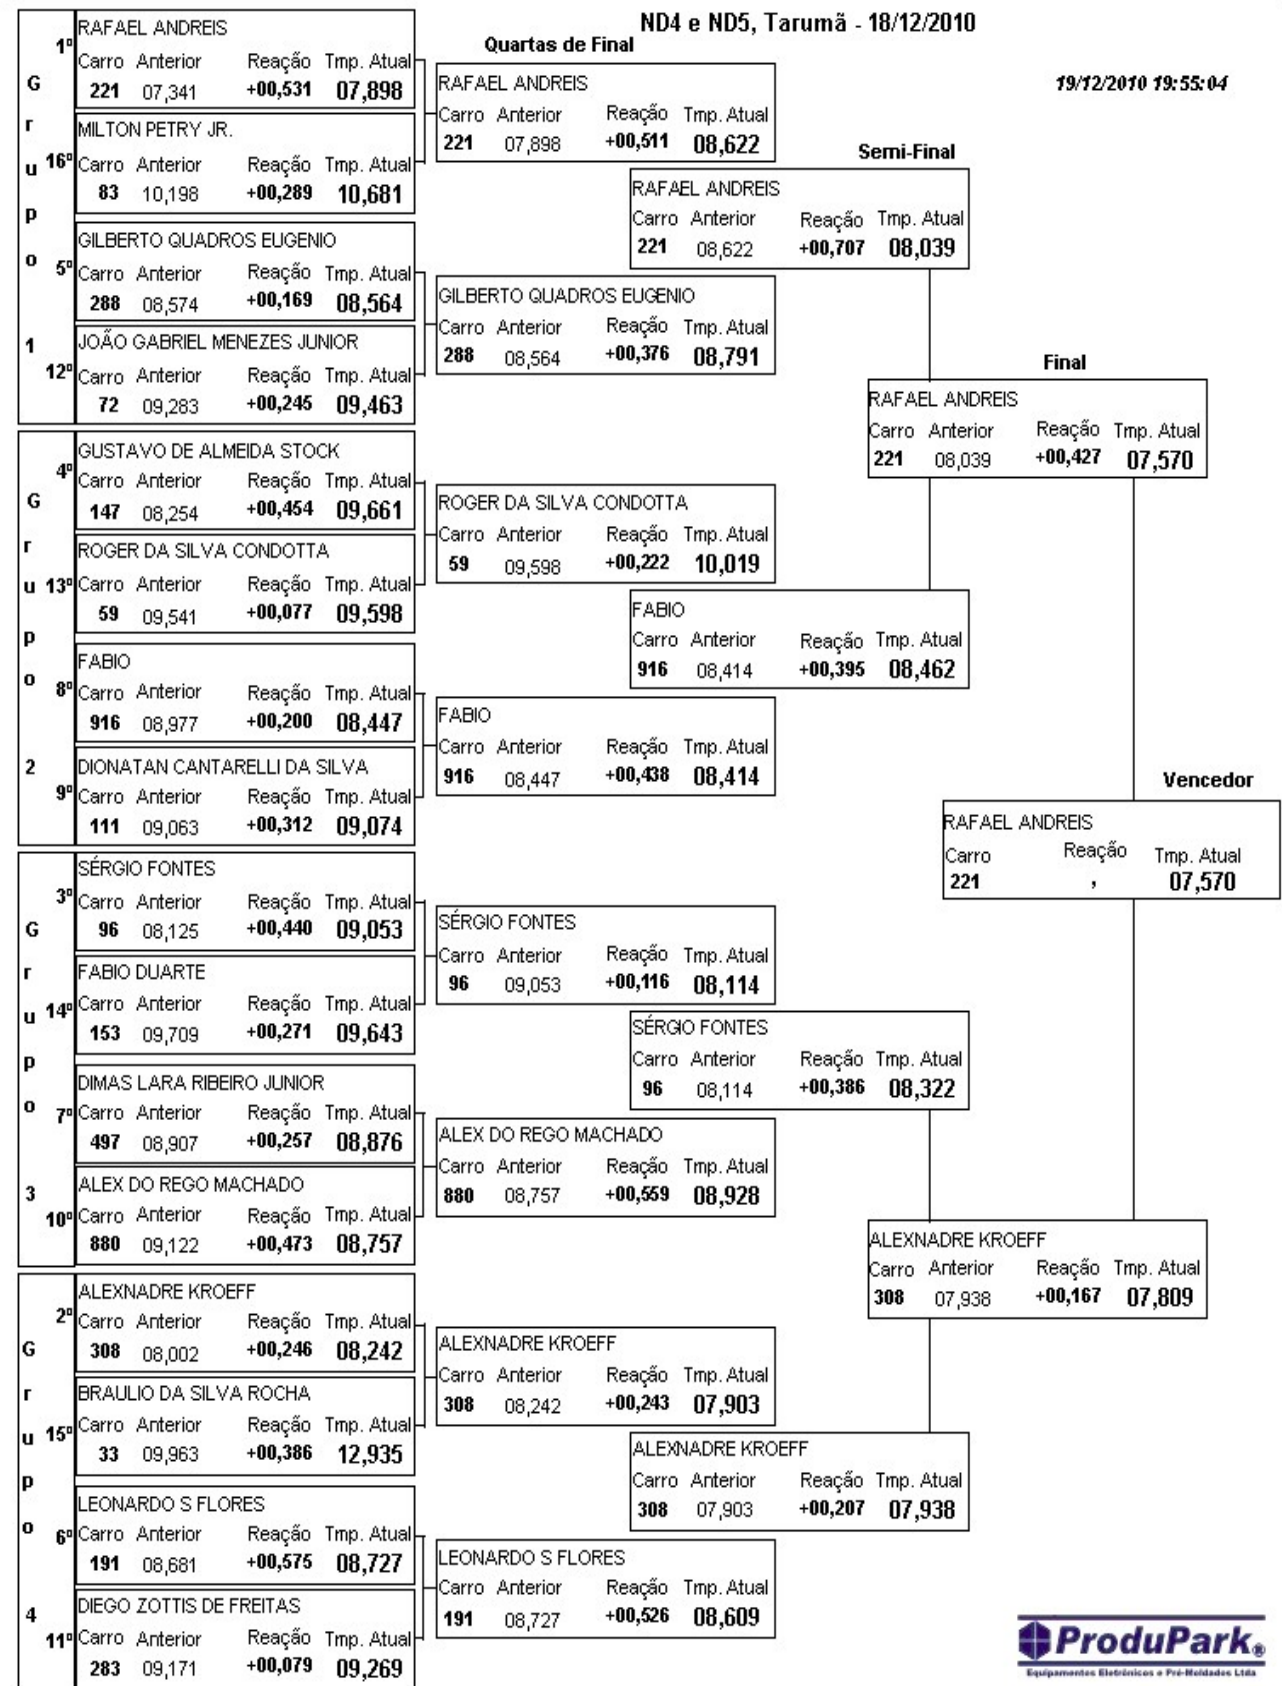 ND4 e ND5, Tarumã - 18/12/2010
19/12/2010 19:55:04
Grupo 1
1º
RAFAEL ANDREIS
Carro Anterior Reação Tmp. Atual
221 07,341 +00,531 07,898
16º
MILTON PETRY JR.
Carro Anterior Reação Tmp. Atual
83 10,198 +00,289 10,681
5º
GILBERTO QUADROS EUGENIO
Carro Anterior Reação Tmp. Atual
288 08,574 +00,169 08,564
12º
JOÃO GABRIEL MENEZES JUNIOR
Carro Anterior Reação Tmp. Atual
72 09,283 +00,245 09,463
Grupo 2
4º
GUSTAVO DE ALMEIDA STOCK
Carro Anterior Reação Tmp. Atual
147 08,254 +00,454 09,661
13º
ROGER DA SILVA CONDOTTA
Carro Anterior Reação Tmp. Atual
59 09,541 +00,077 09,598
8º
FABIO
Carro Anterior Reação Tmp. Atual
916 08,977 +00,200 08,447
9º
DIONATAN CANTARELLI DA SILVA
Carro Anterior Reação Tmp. Atual
111 09,063 +00,312 09,074
Grupo 3
3º
SÉRGIO FONTES
Carro Anterior Reação Tmp. Atual
96 08,125 +00,440 09,053
14º
FABIO DUARTE
Carro Anterior Reação Tmp. Atual
153 09,709 +00,271 09,643
7º
DIMAS LARA RIBEIRO JUNIOR
Carro Anterior Reação Tmp. Atual
497 08,907 +00,257 08,876
10º
ALEX DO REGO MACHADO
Carro Anterior Reação Tmp. Atual
880 09,122 +00,473 08,757
Grupo 4
2º
ALEXNADRE KROEFF
Carro Anterior Reação Tmp. Atual
308 08,002 +00,246 08,242
15º
BRAULIO DA SILVA ROCHA
Carro Anterior Reação Tmp. Atual
33 09,963 +00,386 12,935
6º
LEONARDO S FLORES
Carro Anterior Reação Tmp. Atual
191 08,681 +00,575 08,727
11º
DIEGO ZOTTIS DE FREITAS
Carro Anterior Reação Tmp. Atual
283 09,171 +00,079 09,269
Quartas de Final
RAFAEL ANDREIS
Carro Anterior Reação Tmp. Atual
221 07,898 +00,511 08,622
GILBERTO QUADROS EUGENIO
Carro Anterior Reação Tmp. Atual
288 08,564 +00,376 08,791
ROGER DA SILVA CONDOTTA
Carro Anterior Reação Tmp. Atual
59 09,598 +00,222 10,019
FABIO
Carro Anterior Reação Tmp. Atual
916 08,447 +00,438 08,414
SÉRGIO FONTES
Carro Anterior Reação Tmp. Atual
96 09,053 +00,116 08,114
ALEX DO REGO MACHADO
Carro Anterior Reação Tmp. Atual
880 08,757 +00,559 08,928
ALEXNADRE KROEFF
Carro Anterior Reação Tmp. Atual
308 08,242 +00,243 07,903
LEONARDO S FLORES
Carro Anterior Reação Tmp. Atual
191 08,727 +00,526 08,609
Semi-Final
RAFAEL ANDREIS
Carro Anterior Reação Tmp. Atual
221 08,622 +00,707 08,039
FABIO
Carro Anterior Reação Tmp. Atual
916 08,414 +00,395 08,462
SÉRGIO FONTES
Carro Anterior Reação Tmp. Atual
96 08,114 +00,386 08,322
ALEXNADRE KROEFF
Carro Anterior Reação Tmp. Atual
308 07,903 +00,207 07,938
Final
RAFAEL ANDREIS
Carro Anterior Reação Tmp. Atual
221 08,039 +00,427 07,570
ALEXNADRE KROEFF
Carro Anterior Reação Tmp. Atual
308 07,938 +00,167 07,809
Vencedor
RAFAEL ANDREIS
Carro Reação Tmp. Atual
221 , 07,570
ProduPark®
Equipamentos Eletrônicos e Pré-Moldados Ltda